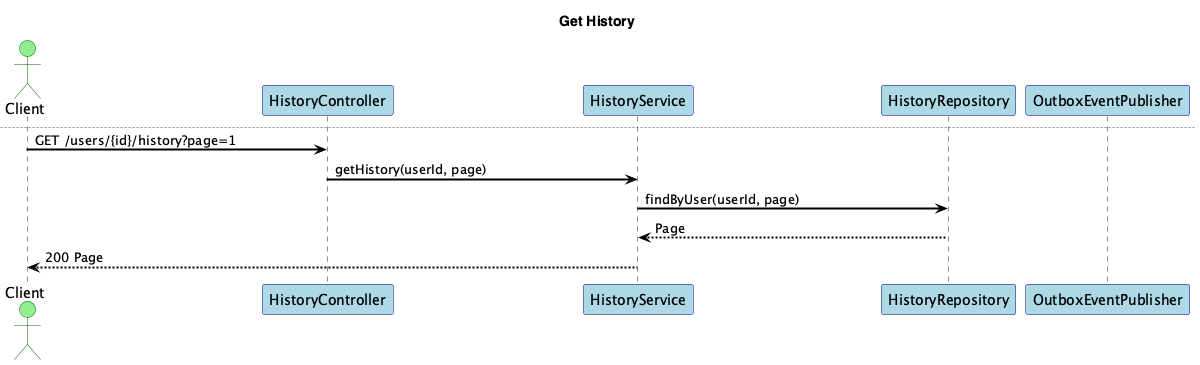 Get History
Client
HistoryController
HistoryService
HistoryRepository
OutboxEventPublisher
GET /users/{id}/history?page=1
getHistory(userId, page)
findByUser(userId, page)
Page
200 Page
Client
HistoryController
HistoryService
HistoryRepository
OutboxEventPublisher